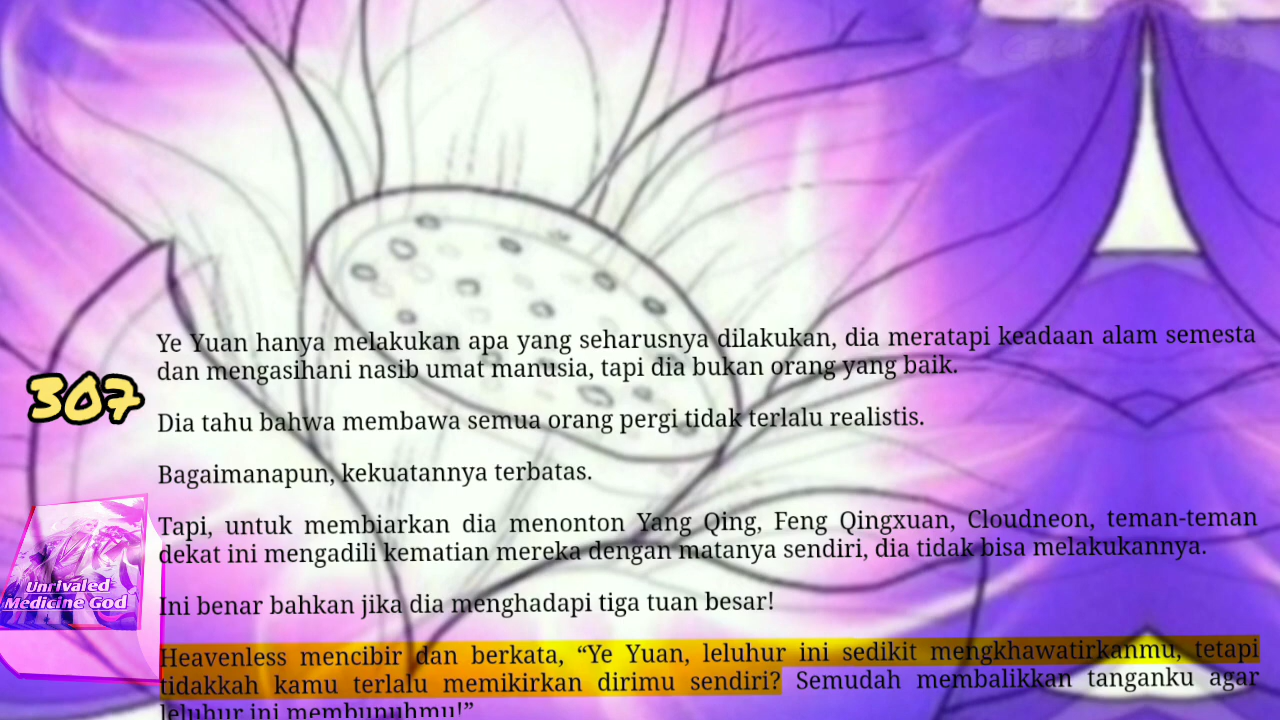 Ye Yuan hanya melakukan apa yang seharusnya dilakukan, dia meratapi keadaan alam semesta
dan mengasihani nasib umat manusia, tapi dia bukan orang yang baik.
Dia tahu bahwa membawa semua orang pergi tidak terlalu realistis.
307
Bagaimanapun, kekuatannya terbatas.
Tapi, untuk membiarkan dia menonton Yang Qing, Feng Qingxuan, Cloudneon, teman-teman
dekat ini mengadili kematian mereka dengan matanya sendiri, dia tidak bisa melakukannya.
Unrivaled
Medicine God
Ini benar bahkan jika dia menghadapi tiga tuan besar!
Heavenless mencibir dan berkata, “Ye Yuan, leluhur ini sedikit mengkhawatirkanmu, tetapi
tidakkah kamu terlalu memikirkan dirimu sendiri? Semudah membalikkan tanganku agar
leluhur ini membunuhmu!”